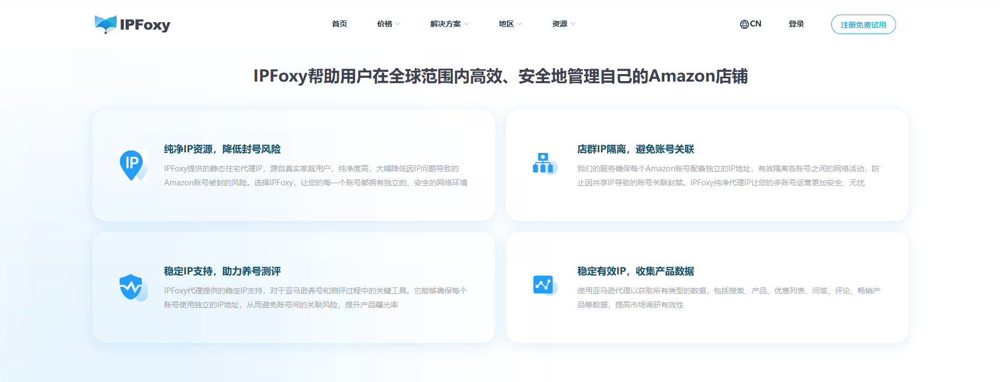 IPFoxy
首页
价格
解决方案
地区
资源
CN
登录
注册免费试用
IPFoxy帮助用户在全球范围内高效、安全地管理自己的Amazon店铺
IP
纯净IP资源，降低封号风险
IPFoxy提供的静态住宅代理IP，源自真实家庭用户，纯净度高，大幅降低因IP问题导致的
Amazon账号被封的风险。选择IPFoxy，让您的每一个账号都拥有独立的、安全的网络环境
店群IP隔离，避免账号关联
我们的服务确保每个Amazon账号配备独立的IP地址，有效隔离各账号之间的网络活动，防
止因共享IP导致的账号关联封禁。IPFoxy纯净代理IP让您的多账号运营更加安全、无忧
稳定IP支持，助力养号测评
IPFoxy代理提供的稳定IP支持，对于亚马逊养号和测评过程中的关键工具。它能够确保每个
账号使用独立的IP地址，从而避免账号间的关联风险，提升产品曝光率
稳定有效IP，收集产品数据
使用亚马逊代理以获取所有类型的数据，包括搜索、产品、优惠列表、问答、评论、畅销产
品等数据，提高市场调研有效性